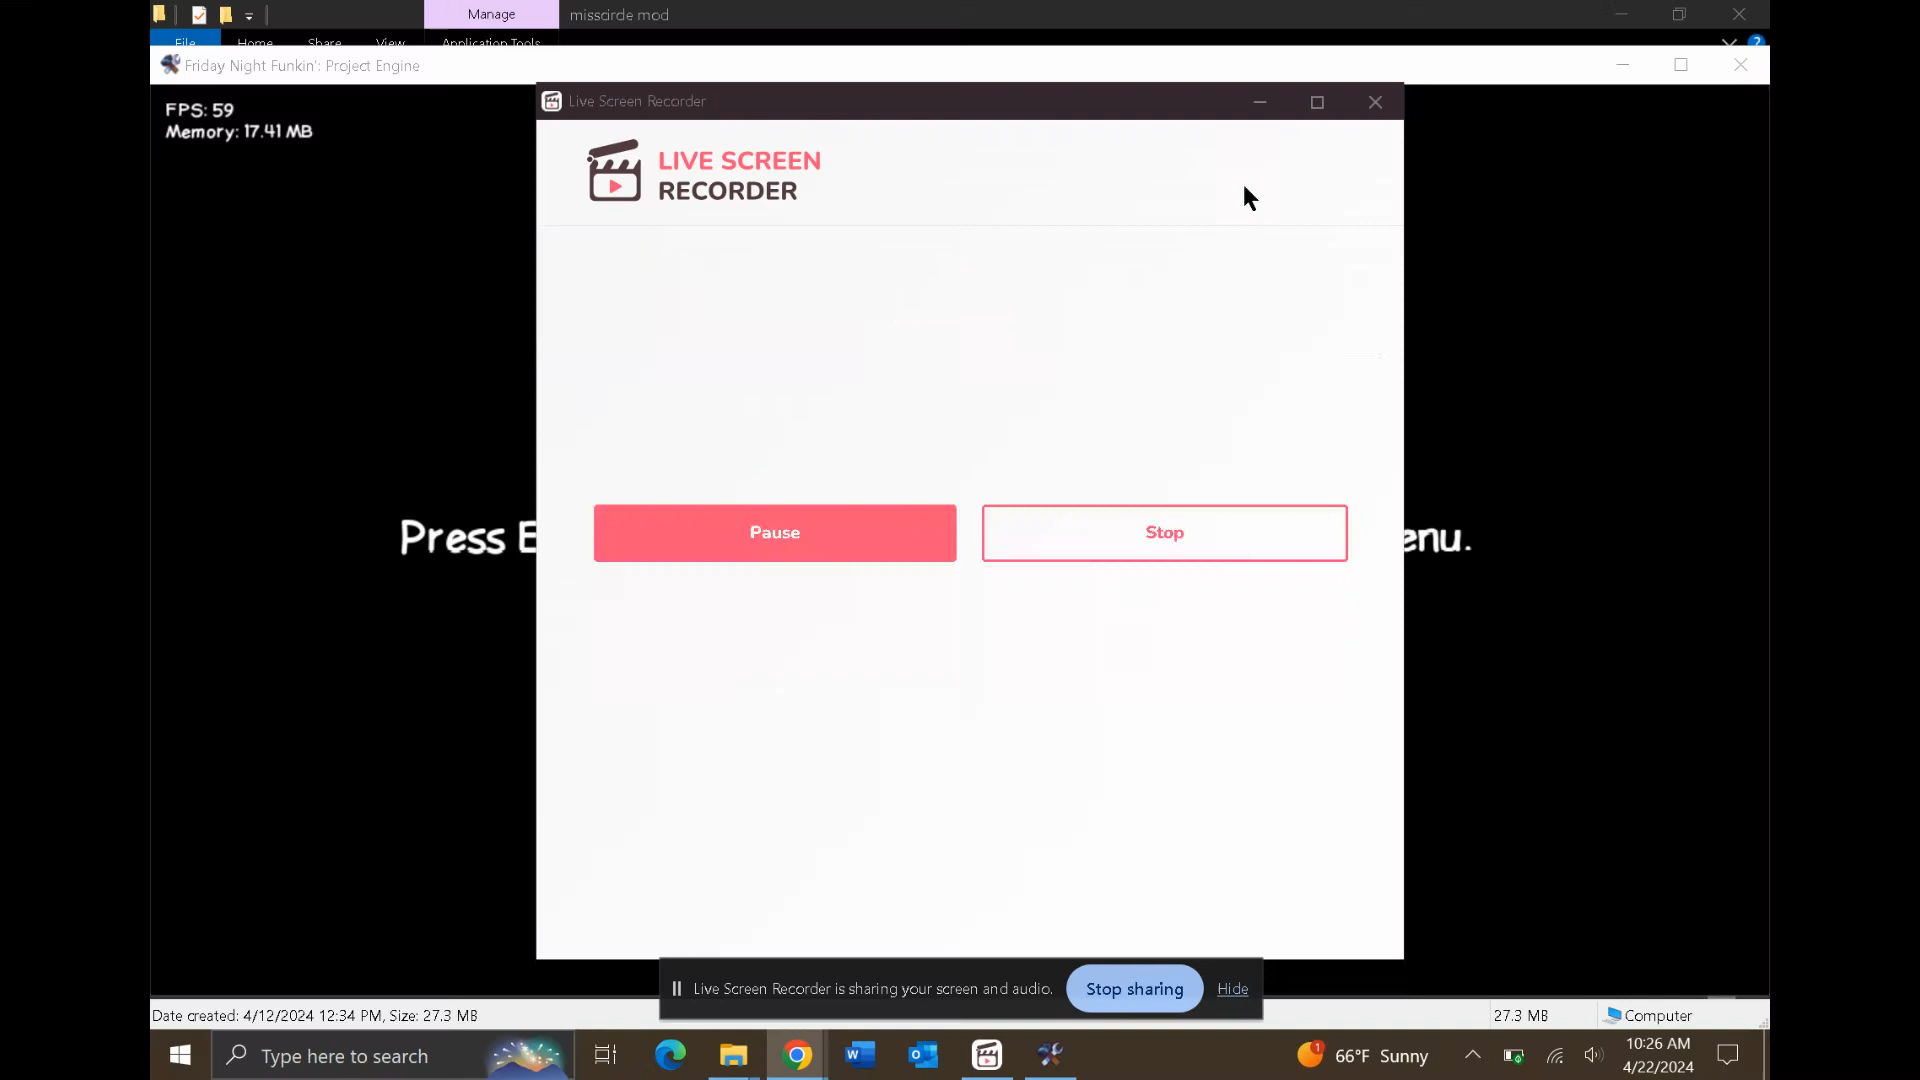 Manage
misscirde mod
File
Home
Share
View
Application Tools
?
Friday Night Funkin': Project Engine
FPS: 59
Memory: 17.41 MB
Live Screen Recorder
LIVE SCREEN
RECORDER
Press E
enu.
Pause
Stop
Live Screen Recorder is sharing your screen and audio.
Stop sharing
Hide
Date created: 4/12/2024 12:34 PM, Size: 27.3 MB
27.3 MB
Computer
Type here to search
W
1
66°F Sunny
10:26 AM
4/22/2024